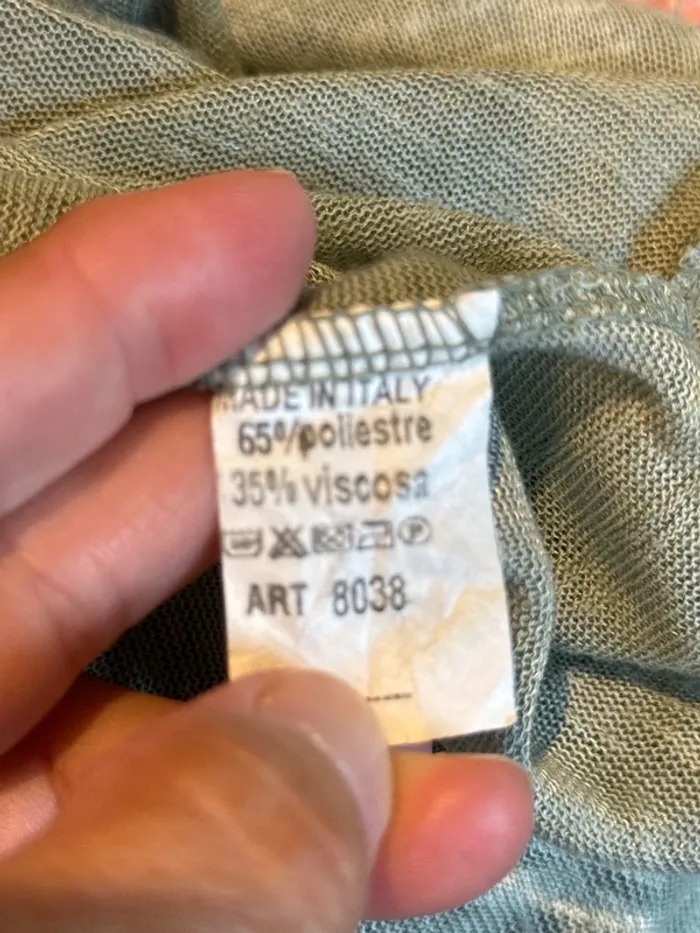 MADE IN ITALY
65%poliestre
35%viscosa
P
ART 8038